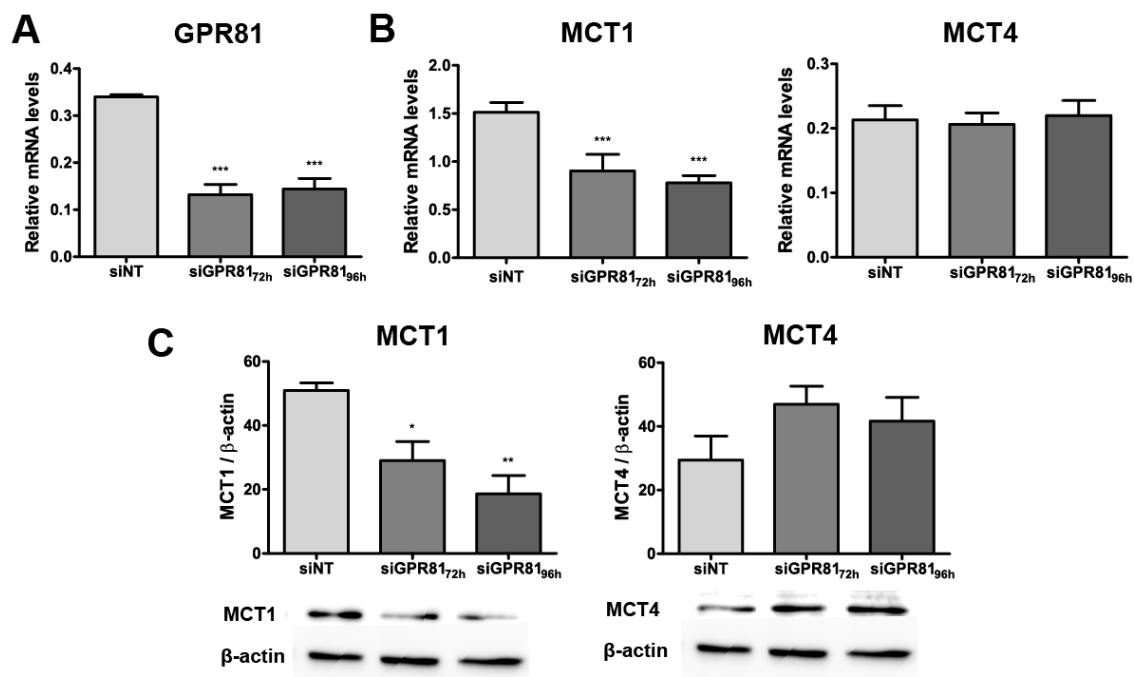 A
GPR81
Relative mRNA levels
0.4
0.3
0.2
0.1
0.0
***
***
siNT
siGPR8172h
siGPR8196h
B
MCT1
Relative mRNA levels
2.0
1.5
1.0
0.5
0.0
***
***
siNT
siGPR8172h
siGPR8196h
MCT4
Relative mRNA levels
0.3
0.2
0.1
0.0
siNT
siGPR8172h
siGPR8196h
C
MCT1
MCT1 / β-actin
60
40
20
0
*
**
siNT
siGPR8172h
siGPR8196h
MCT1
β-actin
MCT4
MCT4 / β-actin
60
40
20
0
siNT
siGPR8172h
siGPR8196h
MCT4
β-actin